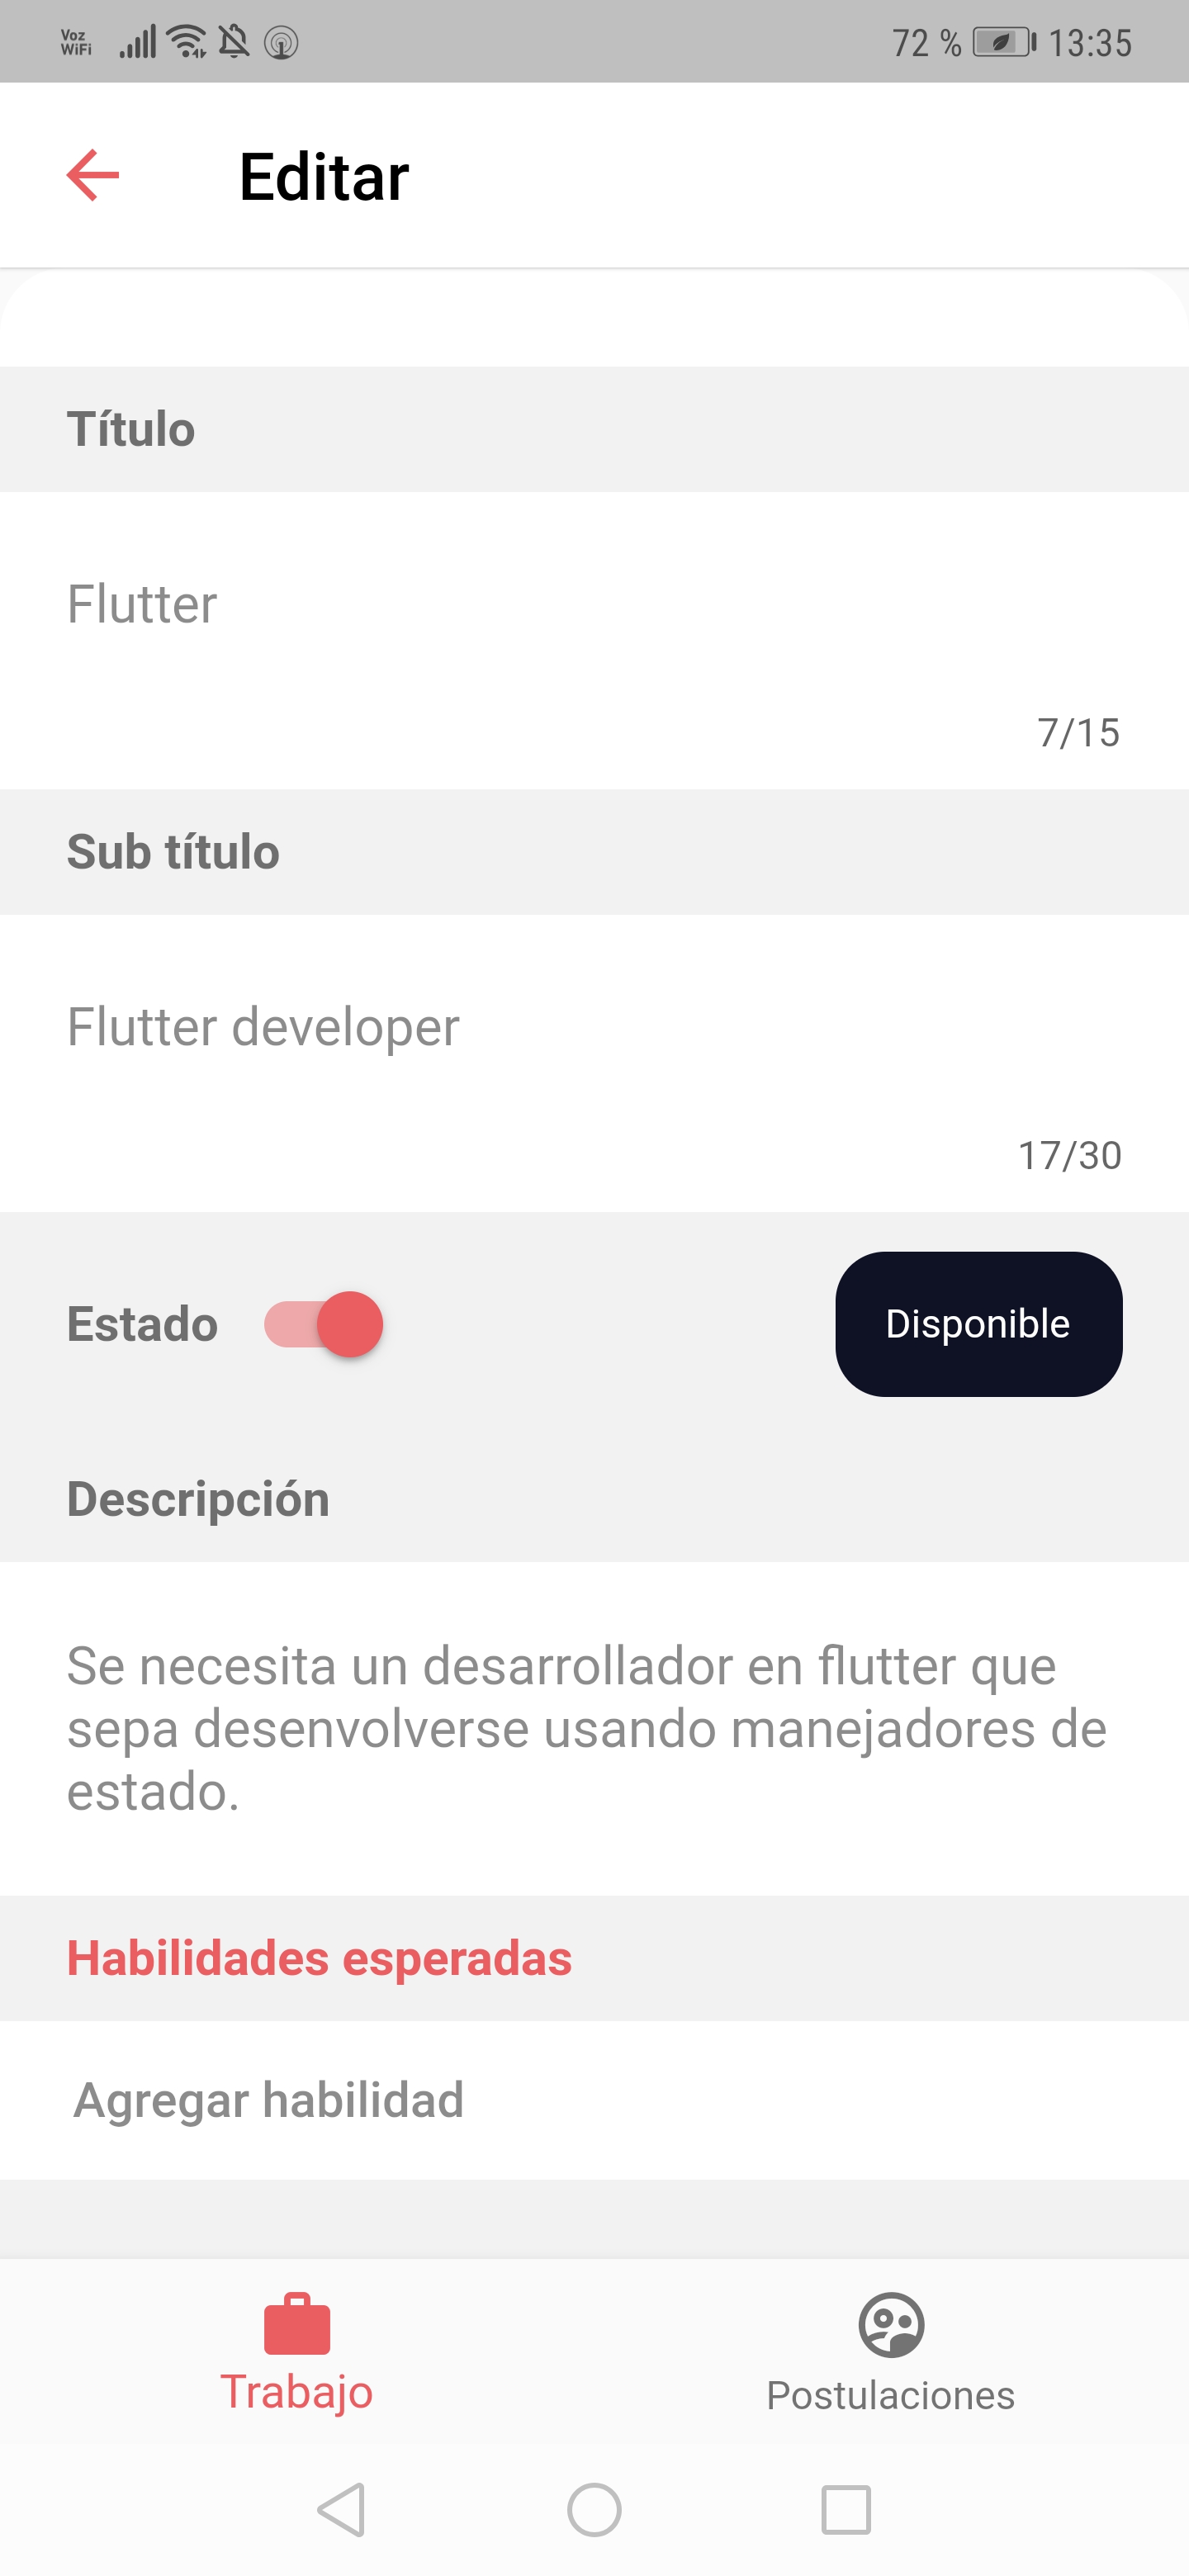 Voz
WiFi
72 %
13:35
Editar
Título
Flutter
7/15
Sub título
Flutter developer
17/30
Estado
Disponible
Descripción
Se necesita un desarrollador en flutter que
sepa desenvolverse usando manejadores de
estado.
Habilidades esperadas
Agregar habilidad
Trabajo
Postulaciones